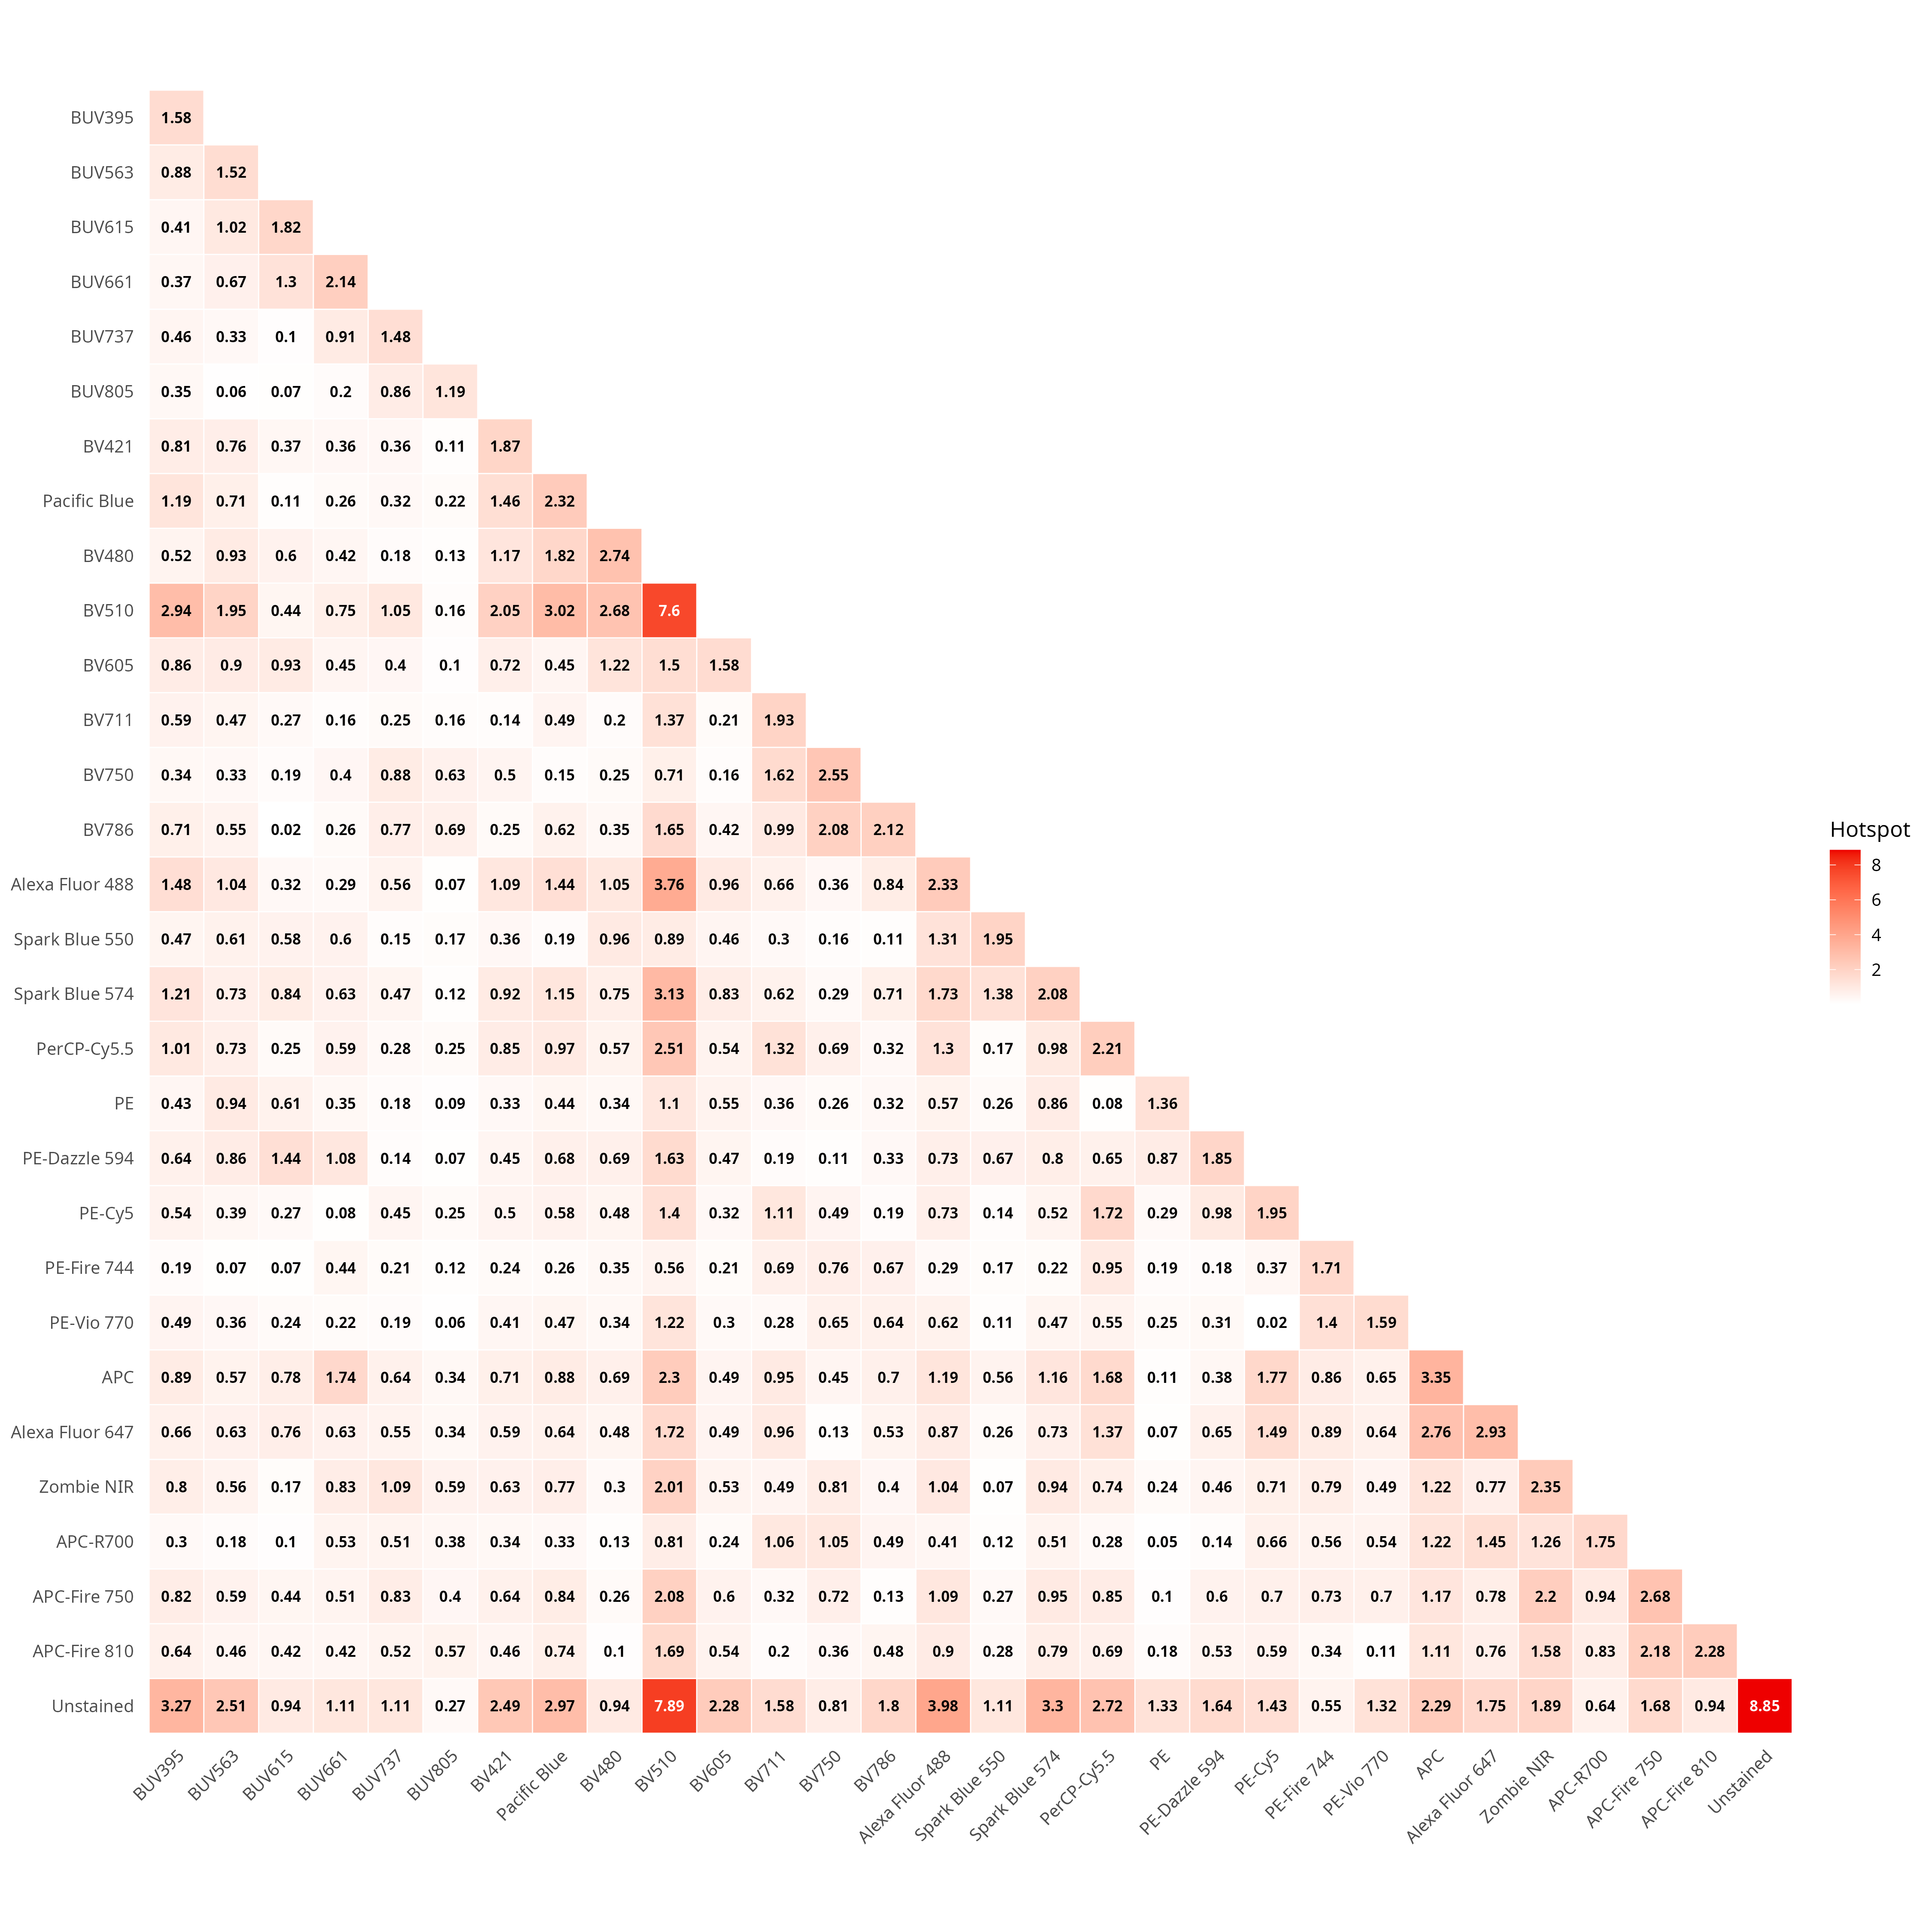 BUV395 1.58
BUV563 0.88 1.52
BUV615 0.41 1.02 1.82
BUV661 0.37 0.67 1.3 2.14
BUV737 0.46 0.33 0.1 0.91 1.48
BUV805 0.35 0.06 0.07 0.2 0.86 1.19
BV421 0.81 0.76 0.37 0.36 0.36 0.11 1.87
Pacific Blue 1.19 0.71 0.11 0.26 0.32 0.22 1.46 2.32
BV480 0.52 0.93 0.6 0.42 0.18 0.13 1.17 1.82 2.74
BV510 2.94 1.95 0.44 0.75 1.05 0.16 2.05 3.02 2.68 7.6
BV605 0.86 0.9 0.93 0.45 0.4 0.1 0.72 0.45 1.22 1.5 1.58
BV711 0.59 0.47 0.27 0.16 0.25 0.16 0.14 0.49 0.2 1.37 0.21 1.93
BV750 0.34 0.33 0.19 0.4 0.88 0.63 0.5 0.15 0.25 0.71 0.16 1.62 2.55
BV786 0.71 0.55 0.02 0.26 0.77 0.69 0.25 0.62 0.35 1.65 0.42 0.99 2.08 2.12
Alexa Fluor 488 1.48 1.04 0.32 0.29 0.56 0.07 1.09 1.44 1.05 3.76 0.96 0.66 0.36 0.84 2.33
Spark Blue 550 0.47 0.61 0.58 0.6 0.15 0.17 0.36 0.19 0.96 0.89 0.46 0.3 0.16 0.11 1.31 1.95
Spark Blue 574 1.21 0.73 0.84 0.63 0.47 0.12 0.92 1.15 0.75 3.13 0.83 0.62 0.29 0.71 1.73 1.38 2.08
PerCP-Cy5.5 1.01 0.73 0.25 0.59 0.28 0.25 0.85 0.97 0.57 2.51 0.54 1.32 0.69 0.32 1.3 0.17 0.98 2.21
PE 0.43 0.94 0.61 0.35 0.18 0.09 0.33 0.44 0.34 1.1 0.55 0.36 0.26 0.32 0.57 0.26 0.86 0.08 1.36
PE-Dazzle 594 0.64 0.86 1.44 1.08 0.14 0.07 0.45 0.68 0.69 1.63 0.47 0.19 0.11 0.33 0.73 0.67 0.8 0.65 0.87 1.85
PE-Cy5 0.54 0.39 0.27 0.08 0.45 0.25 0.5 0.58 0.48 1.4 0.32 1.11 0.49 0.19 0.73 0.14 0.52 1.72 0.29 0.98 1.95
PE-Fire 744 0.19 0.07 0.07 0.44 0.21 0.12 0.24 0.26 0.35 0.56 0.21 0.69 0.76 0.67 0.29 0.17 0.22 0.95 0.19 0.18 0.37 1.71
PE-Vio 770 0.49 0.36 0.24 0.22 0.19 0.06 0.41 0.47 0.34 1.22 0.3 0.28 0.65 0.64 0.62 0.11 0.47 0.55 0.25 0.31 0.02 1.4 1.59
APC 0.89 0.57 0.78 1.74 0.64 0.34 0.71 0.88 0.69 2.3 0.49 0.95 0.45 0.7 1.19 0.56 1.16 1.68 0.11 0.38 1.77 0.86 0.65 3.35
Alexa Fluor 647 0.66 0.63 0.76 0.63 0.55 0.34 0.59 0.64 0.48 1.72 0.49 0.96 0.13 0.53 0.87 0.26 0.73 1.37 0.07 0.65 1.49 0.89 0.64 2.76 2.93
Zombie NIR 0.8 0.56 0.17 0.83 1.09 0.59 0.63 0.77 0.3 2.01 0.53 0.49 0.81 0.4 1.04 0.07 0.94 0.74 0.24 0.46 0.71 0.79 0.49 1.22 0.77 2.35
APC-R700 0.3 0.18 0.1 0.53 0.51 0.38 0.34 0.33 0.13 0.81 0.24 1.06 1.05 0.49 0.41 0.12 0.51 0.28 0.05 0.14 0.66 0.56 0.54 1.22 1.45 1.26 1.75
APC-Fire 750 0.82 0.59 0.44 0.51 0.83 0.4 0.64 0.84 0.26 2.08 0.6 0.32 0.72 0.13 1.09 0.27 0.95 0.85 0.1 0.6 0.7 0.73 0.7 1.17 0.78 2.2 0.94 2.68
APC-Fire 810 0.64 0.46 0.42 0.42 0.52 0.57 0.46 0.74 0.1 1.69 0.54 0.2 0.36 0.48 0.9 0.28 0.79 0.69 0.18 0.53 0.59 0.34 0.11 1.11 0.76 1.58 0.83 2.18 2.28
Unstained 3.27 2.51 0.94 1.11 1.11 0.27 2.49 2.97 0.94 7.89 2.28 1.58 0.81 1.8 3.98 1.11 3.3 2.72 1.33 1.64 1.43 0.55 1.32 2.29 1.75 1.89 0.64 1.68 0.94 8.85
BUV395 BUV563 BUV615 BUV661 BUV737 BUV805 BV421 Pacific Blue BV480 BV510 BV605 BV711 BV750 BV786 Alexa Fluor 488 Spark Blue 550 Spark Blue 574 PerCP-Cy5.5 PE PE-Dazzle 594 PE-Cy5 PE-Fire 744 PE-Vio 770 APC Alexa Fluor 647 Zombie NIR APC-R700 APC-Fire 750 APC-Fire 810 Unstained
Hotspot
8
6
4
2